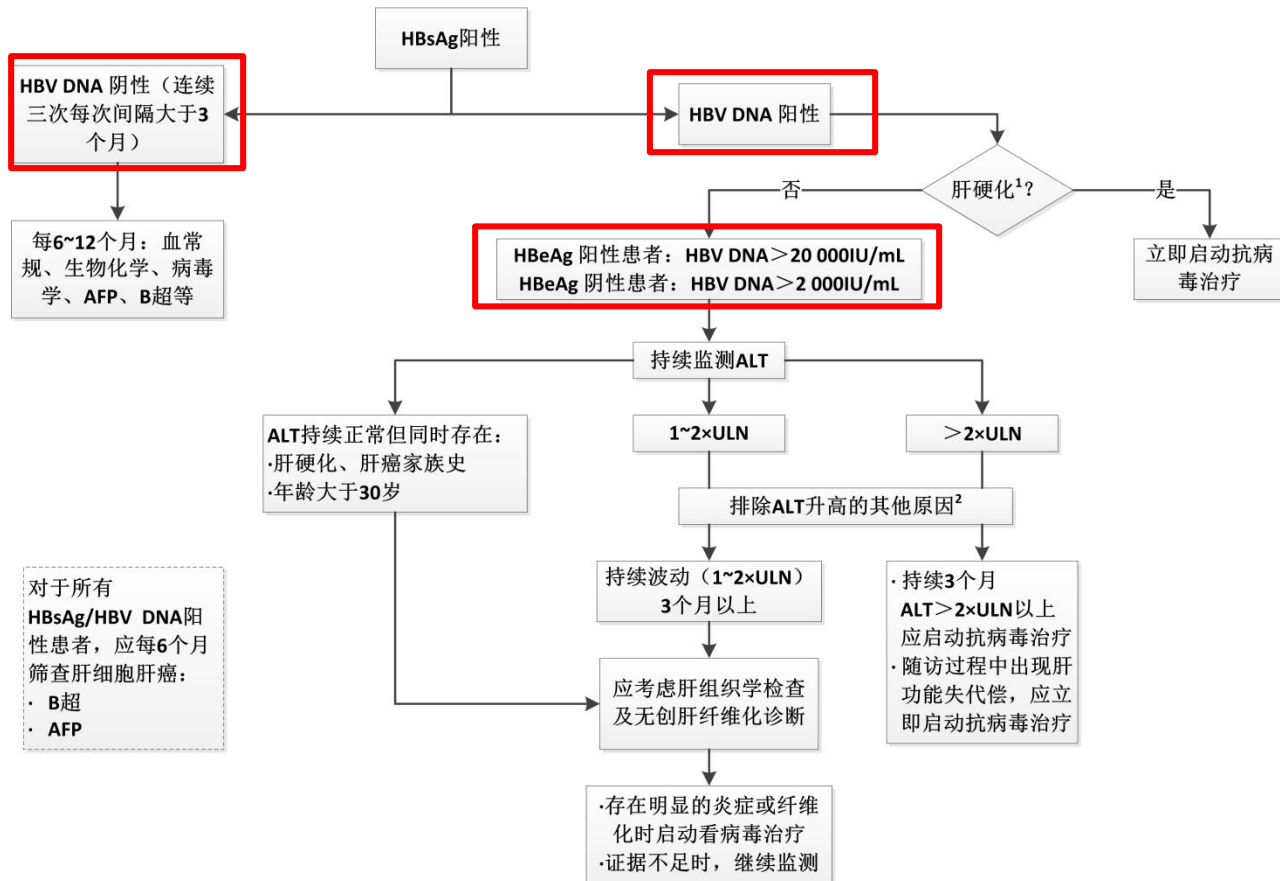 HBsAg阳性
HBV DNA 阴性（连续
三次每次间隔大于3
个月）
HBV DNA 阳性
肝硬化1？
否
是
每6~12个月：血常
规、生物化学、病毒
学、AFP、B超等
HBeAg 阳性患者：HBV DNA＞20 000IU/mL
HBeAg 阴性患者：HBV DNA＞2 000IU/mL
立即启动抗病
毒治疗
持续监测ALT
ALT持续正常但同时存在：
·肝硬化、肝癌家族史
·年龄大于30岁
1~2×ULN
＞2×ULN
排除ALT升高的其他原因2
持续波动（1~2×ULN）
3个月以上
· 持续3个月
ALT＞2×ULN以上
应启动抗病毒治疗
· 随访过程中出现肝
功能失代偿，应立
即启动抗病毒治疗
对于所有
HBsAg/HBV DNA阳
性患者，应每6个月
筛查肝细胞肝癌：
· B超
· AFP
应考虑肝组织学检查
及无创肝纤维化诊断
·存在明显的炎症或纤维
化时启动看病毒治疗
·证据不足时，继续监测